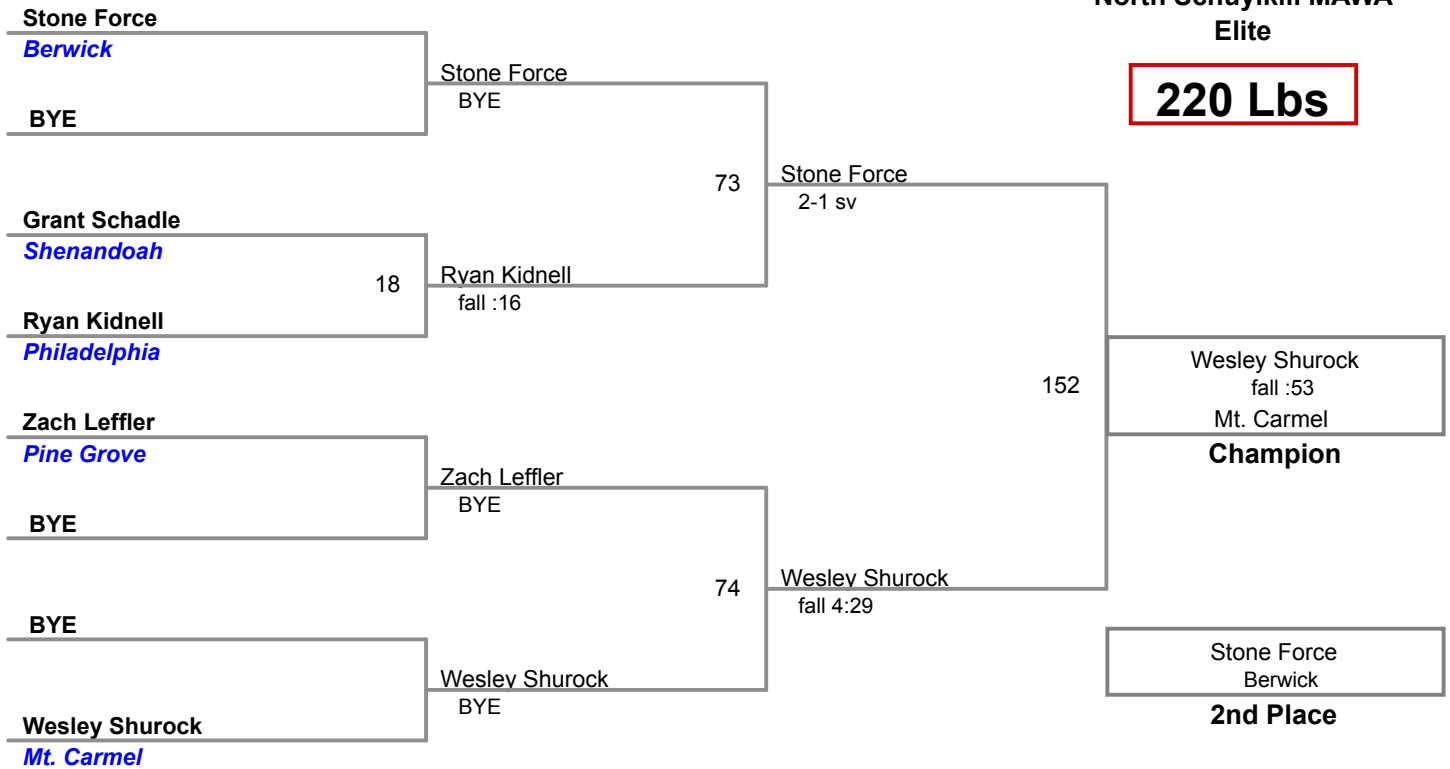 North Schuylkill MAWA
Elite
220 Lbs
Stone Force
Berwick
BYE
Grant Schadle
Shenandoah
Ryan Kidnell
Philadelphia
Zach Leffler
Pine Grove
BYE
BYE
Wesley Shurock
Mt. Carmel
Stone Force
BYE
18
Ryan Kidnell
fall :16
Zach Leffler
BYE
Wesley Shurock
BYE
73
Stone Force
2-1 sv
74
Wesley Shurock
fall 4:29
152
Wesley Shurock
fall :53
Mt. Carmel
Champion
Stone Force
Berwick
2nd Place